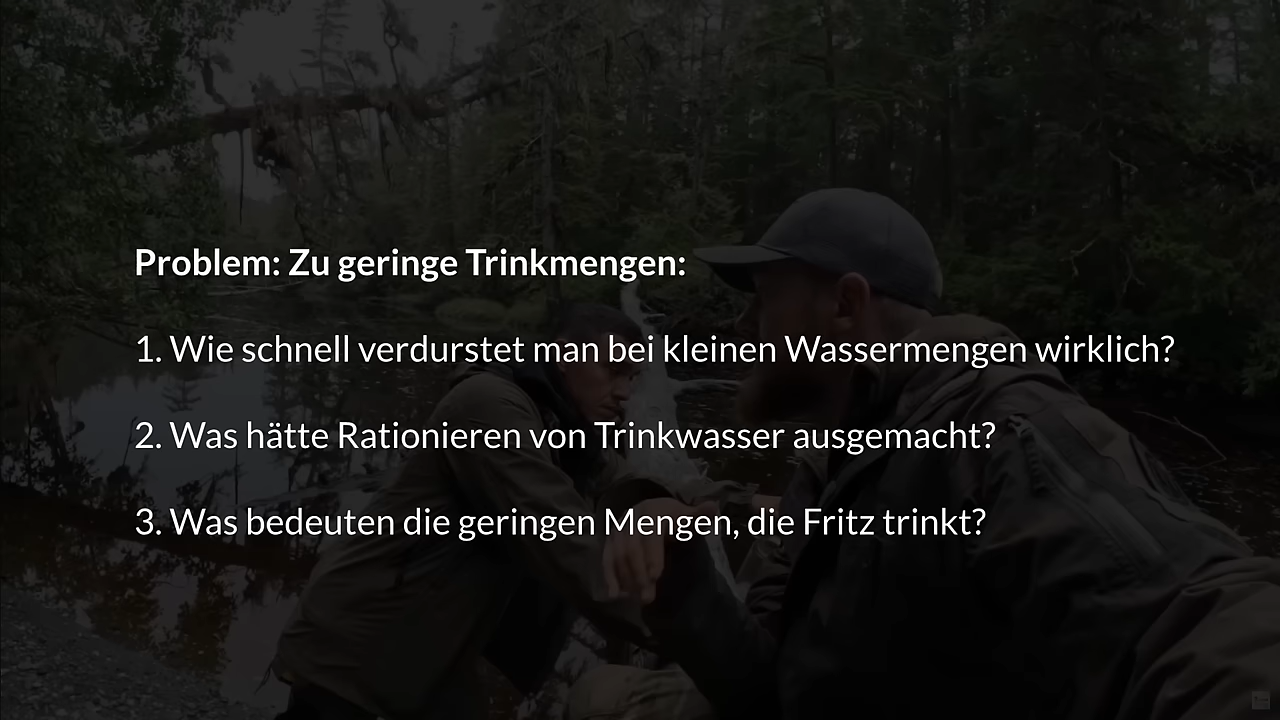 Problem: Zu geringe Trinkmengen:
1. Wie schnell verdurstet man bei kleinen Wassermengen wirklich?
2. Was hätte Rationieren von Trinkwasser ausgemacht?
3. Was bedeuten die geringen Mengen, die Fritz trinkt?